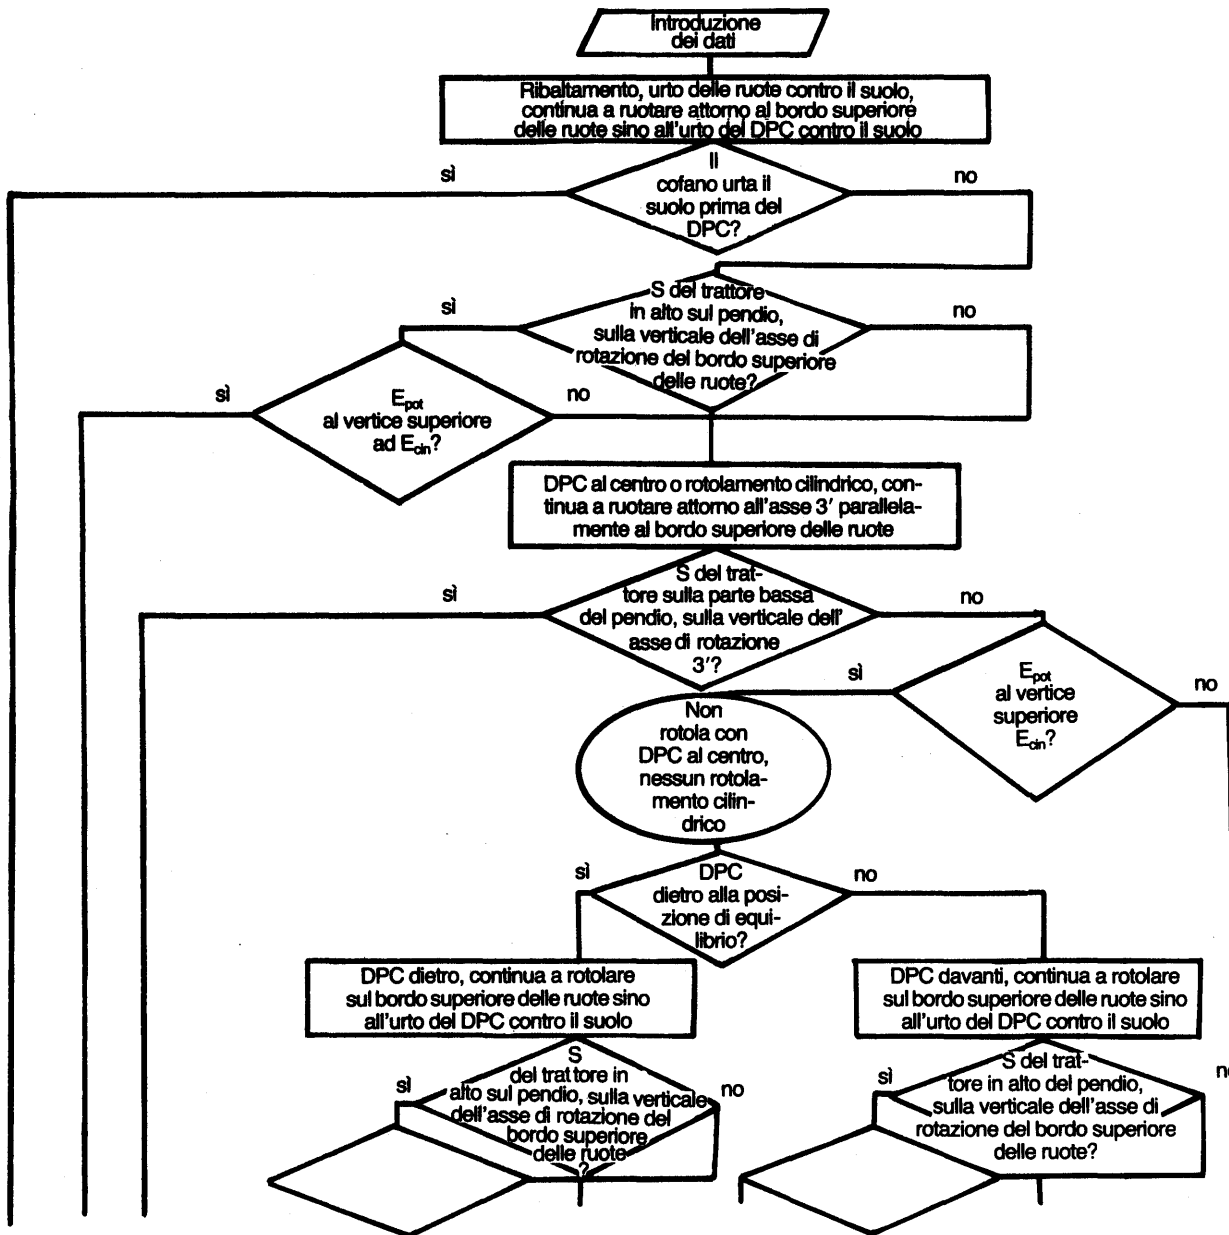 Introduzione
dei dati
Ribaltamento, urto delle ruote contro il suolo,
continua a ruotare attorno al bordo superiore
delle ruote sino all'urto del DPC contro il suolo
sì
Il
cofano urta il
suolo prima del
DPC?
no
sì
S del trattore
in alto sul pendio,
sulla verticale dell'asse di
rotazione del bordo superiore
delle ruote?
no
sì
E_pot
al vertice superiore
ad E_cin?
no
DPC al centro o rotolamento cilindrico, con-
tinua a ruotare attorno all'asse 3′ parallela-
mente al bordo superiore delle ruote
sì
S del trat-
tore sulla parte bassa
del pendio, sulla verticale dell'
asse di rotazione
3′?
no
sì
E_pot
al vertice
superiore
E_cin?
no
Non
rotola con
DPC al centro,
nessun rotola-
mento cilin-
drico
sì
DPC
dietro alla posi-
zione di equi-
librio?
no
DPC dietro, continua a rotolare
sul bordo superiore delle ruote sino
all'urto del DPC contro il suolo
DPC davanti, continua a rotolare
sul bordo superiore delle ruote sino
all'urto del DPC contro il suolo
sì
S
del trattore in
alto sul pendio, sulla verticale
dell'asse di rotazione del
bordo superiore
delle ruote
?
no
sì
S del trat-
tore in alto del pendio,
sulla verticale dell'asse di
rotazione del bordo superiore
delle ruote?